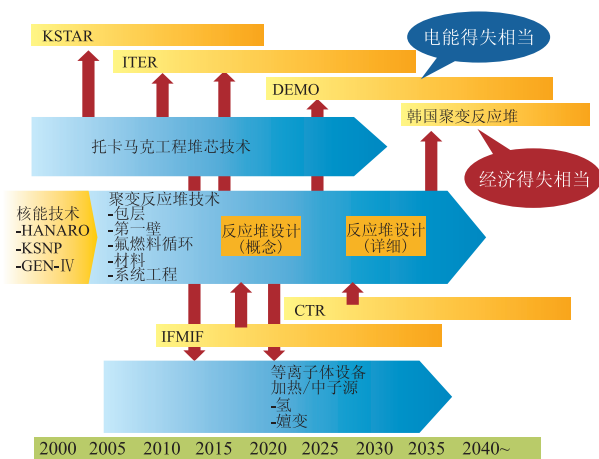 KSTAR
ITER
电能得失相当
DEMO
韩国聚变反应堆
托卡马克工程堆芯技术
经济得失相当
核能技术
-HANARO
-KSNP
-GEN-Ⅳ
聚变反应堆技术
-包层
-第一壁
-氟燃料循环
-材料
-系统工程
反应堆设计
(概念)
反应堆设计
(详细)
CTR
IFMIF
等离子体设备
加热/中子源
-氢
-嬗变
2000 2005 2010 2015 2020 2025 2030 2035 2040~